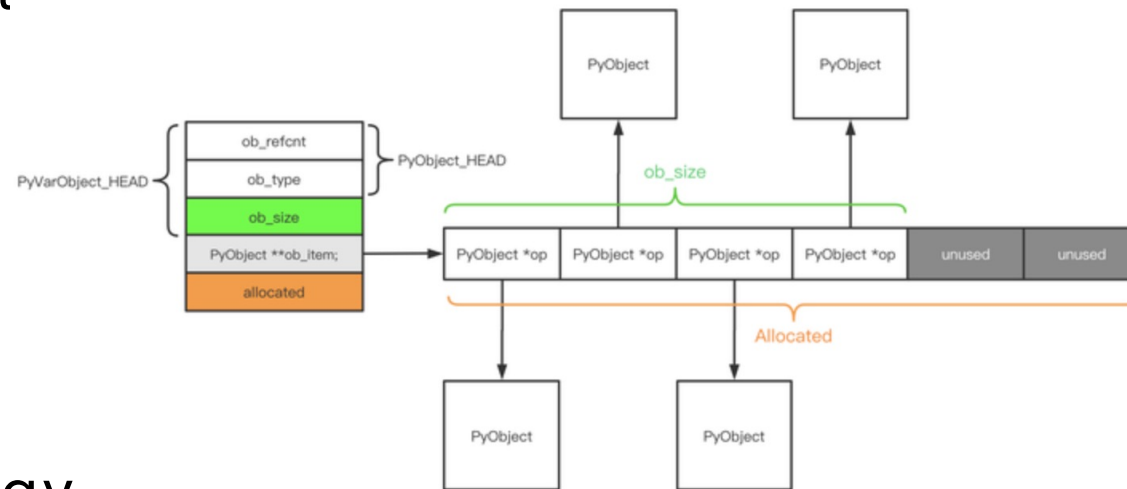 PyObject
PyObject
ob_refcnt
PyObject_HEAD
PyVarObject_HEAD
ob_type
ob_size
ob_size
PyObject **ob_item;
PyObject *op
PyObject *op
PyObject *op
PyObject *op
unused
unused
allocated
Allocated
PyObject
PyObject